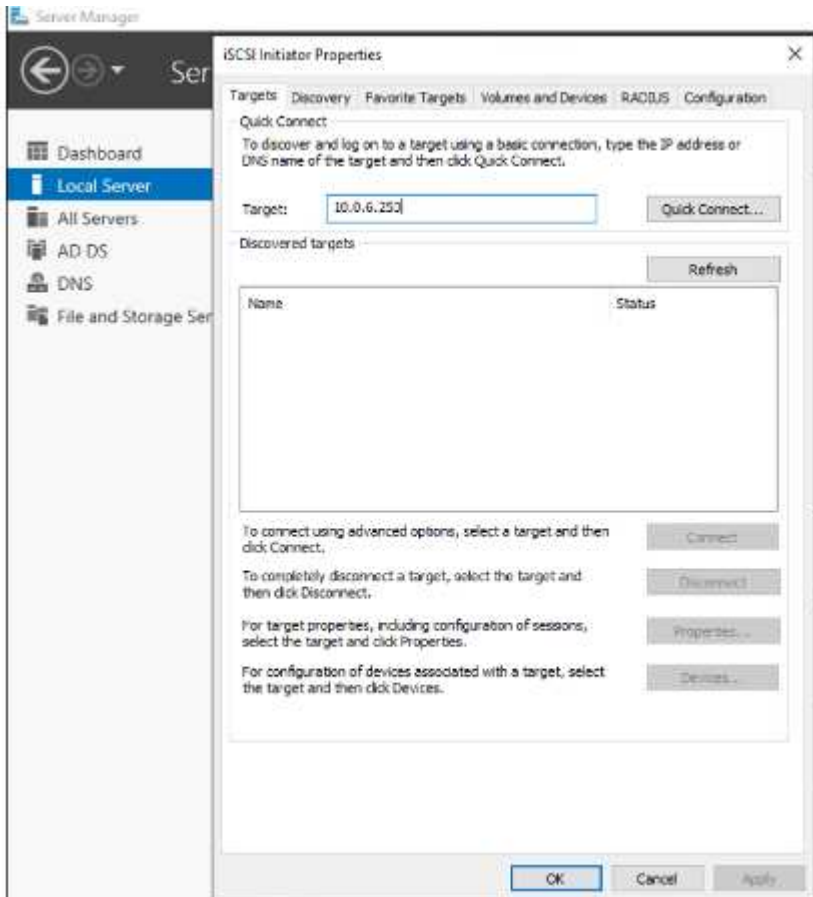 Server Manager
Ser
Dashboard
Local Server
All Servers
AD DS
DNS
File and Storage Ser
iSCSI Initiator Properties
Targets Discovery Favorite Targets Volumes and Devices RADIUS Configuration
Quick Connect
To discover and log on to a target using a basic connection, type the IP address or
DNS name of the target and then click Quick Connect.
Target: 10.0.6.253 Quick Connect...
Discovered targets
Refresh
Name Status
To connect using advanced options, select a target and then
click Connect.
Connect
To completely disconnect a target, select the target and
then click Disconnect.
Disconnect
For target properties, including configuration of sessions,
select the target and click Properties.
Properties...
For configuration of devices associated with a target, select
the target and then click Devices.
Devices...
OK Cancel Apply